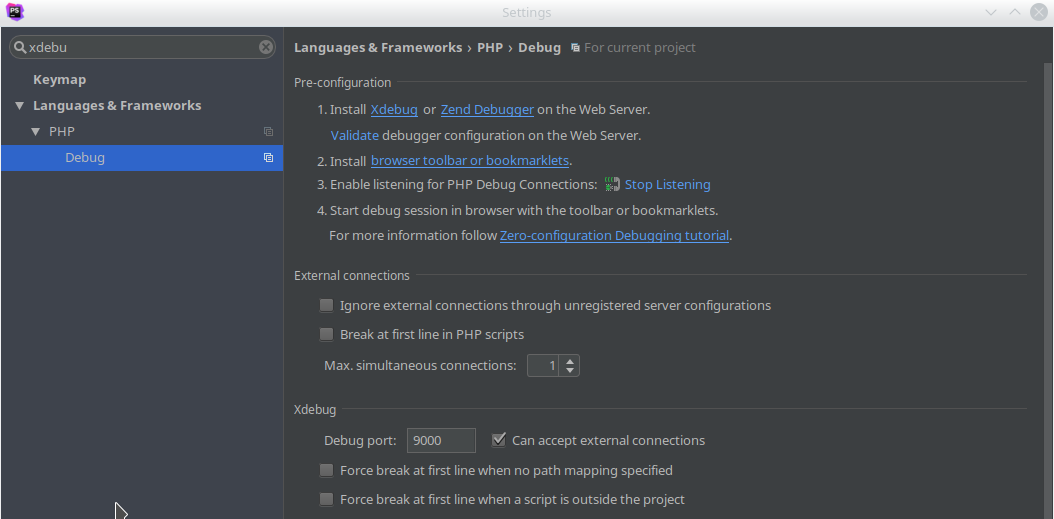 PS
Settings
xdebu
Keymap
Languages & Frameworks
PHP
Debug
Languages & Frameworks › PHP › Debug For current project
Pre-configuration
1. Install Xdebug or Zend Debugger on the Web Server.
Validate debugger configuration on the Web Server.
2. Install browser toolbar or bookmarklets.
3. Enable listening for PHP Debug Connections: Stop Listening
4. Start debug session in browser with the toolbar or bookmarklets.
For more information follow Zero-configuration Debugging tutorial.
External connections
Ignore external connections through unregistered server configurations
Break at first line in PHP scripts
Max. simultaneous connections: 1
Xdebug
Debug port: 9000 Can accept external connections
Force break at first line when no path mapping specified
Force break at first line when a script is outside the project